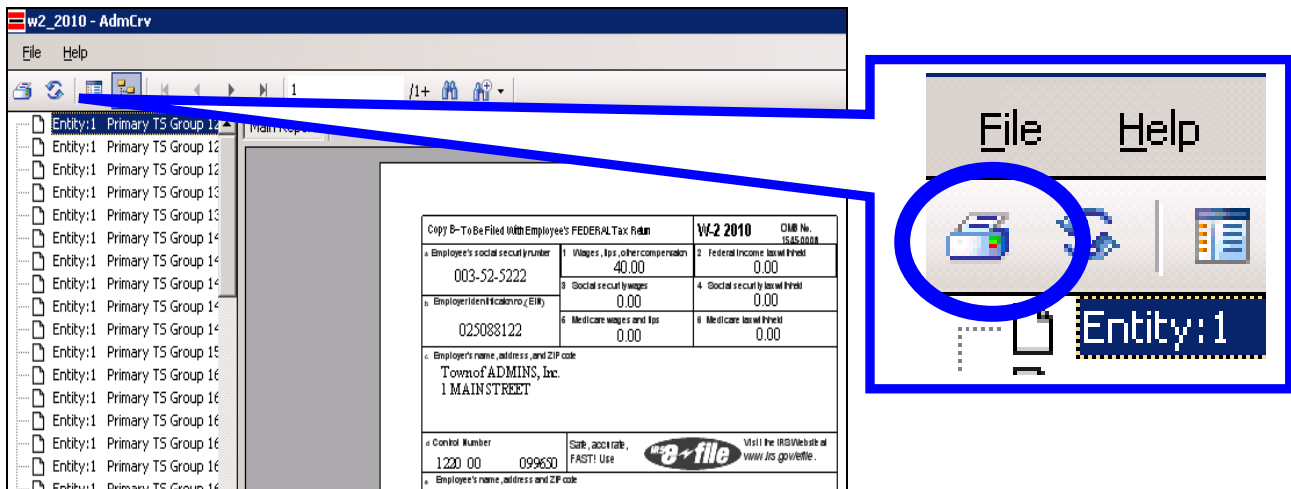 w2_2010 - AdmCrv
File Help
1 /1+
Entity:1 Primary TS Group 12
Entity:1 Primary TS Group 12
Entity:1 Primary TS Group 12
Entity:1 Primary TS Group 13
Entity:1 Primary TS Group 13
Entity:1 Primary TS Group 14
Entity:1 Primary TS Group 14
Entity:1 Primary TS Group 14
Entity:1 Primary TS Group 14
Entity:1 Primary TS Group 14
Entity:1 Primary TS Group 15
Entity:1 Primary TS Group 16
Entity:1 Primary TS Group 16
Entity:1 Primary TS Group 16
Entity:1 Primary TS Group 16
Entity:1 Primary TS Group 16
Entity:1 Primary TS Group 16
Main Report
Copy B-To Be Filed With Employee's FEDERAL Tax Return
W-2 2010
OMB No.
1545-0008
a Employee's social security number
003-52-5222
1 Wages, tips, other compensation
40.00
2 Federal income tax withheld
0.00
3 Social security wages
0.00
4 Social security tax withheld
0.00
b Employer identification no. (EIN)
025088122
5 Medicare wages and tips
0.00
6 Medicare tax withheld
0.00
c Employer's name, address, and ZIP code
Town of ADMINS, Inc.
1 MAIN STREET
d Control Number
1220 00 099650
Safe, accurate,
FAST! Use
IRS e-file
Visit the IRS Website at
www.irs.gov/efile.
e Employee's name, address and ZIP code
File Help
Entity:1